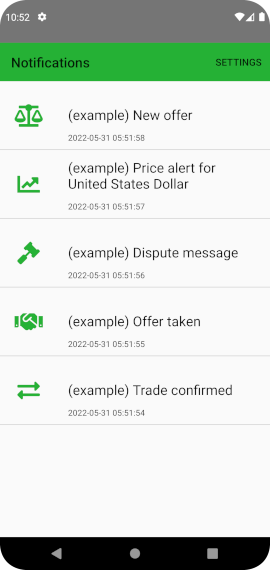 10:52
Notifications
SETTINGS
(example) New offer
2022-05-31 05:51:58
(example) Price alert for
United States Dollar
2022-05-31 05:51:57
(example) Dispute message
2022-05-31 05:51:56
(example) Offer taken
2022-05-31 05:51:55
(example) Trade confirmed
2022-05-31 05:51:54